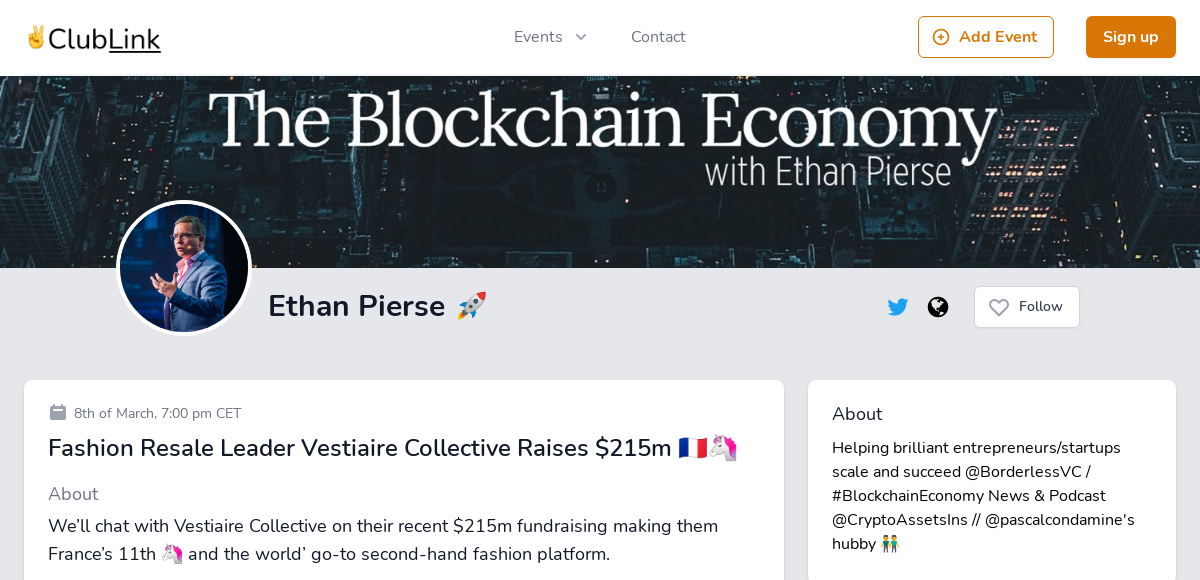 ✌️ClubLink
Events
Contact
Add Event
Sign up
The Blockchain Economy
with Ethan Pierse
Ethan Pierse 🚀
Follow
8th of March, 7:00 pm CET
Fashion Resale Leader Vestiaire Collective Raises $215m 🇫🇷🦄
About
We’ll chat with Vestiaire Collective on their recent $215m fundraising making them
France’s 11th 🦄 and the world’ go-to second-hand fashion platform.
About
Helping brilliant entrepreneurs/startups
scale and succeed @BorderlessVC /
#BlockchainEconomy News & Podcast
@CryptoAssetsIns // @pascalcondamine's
hubby 👬